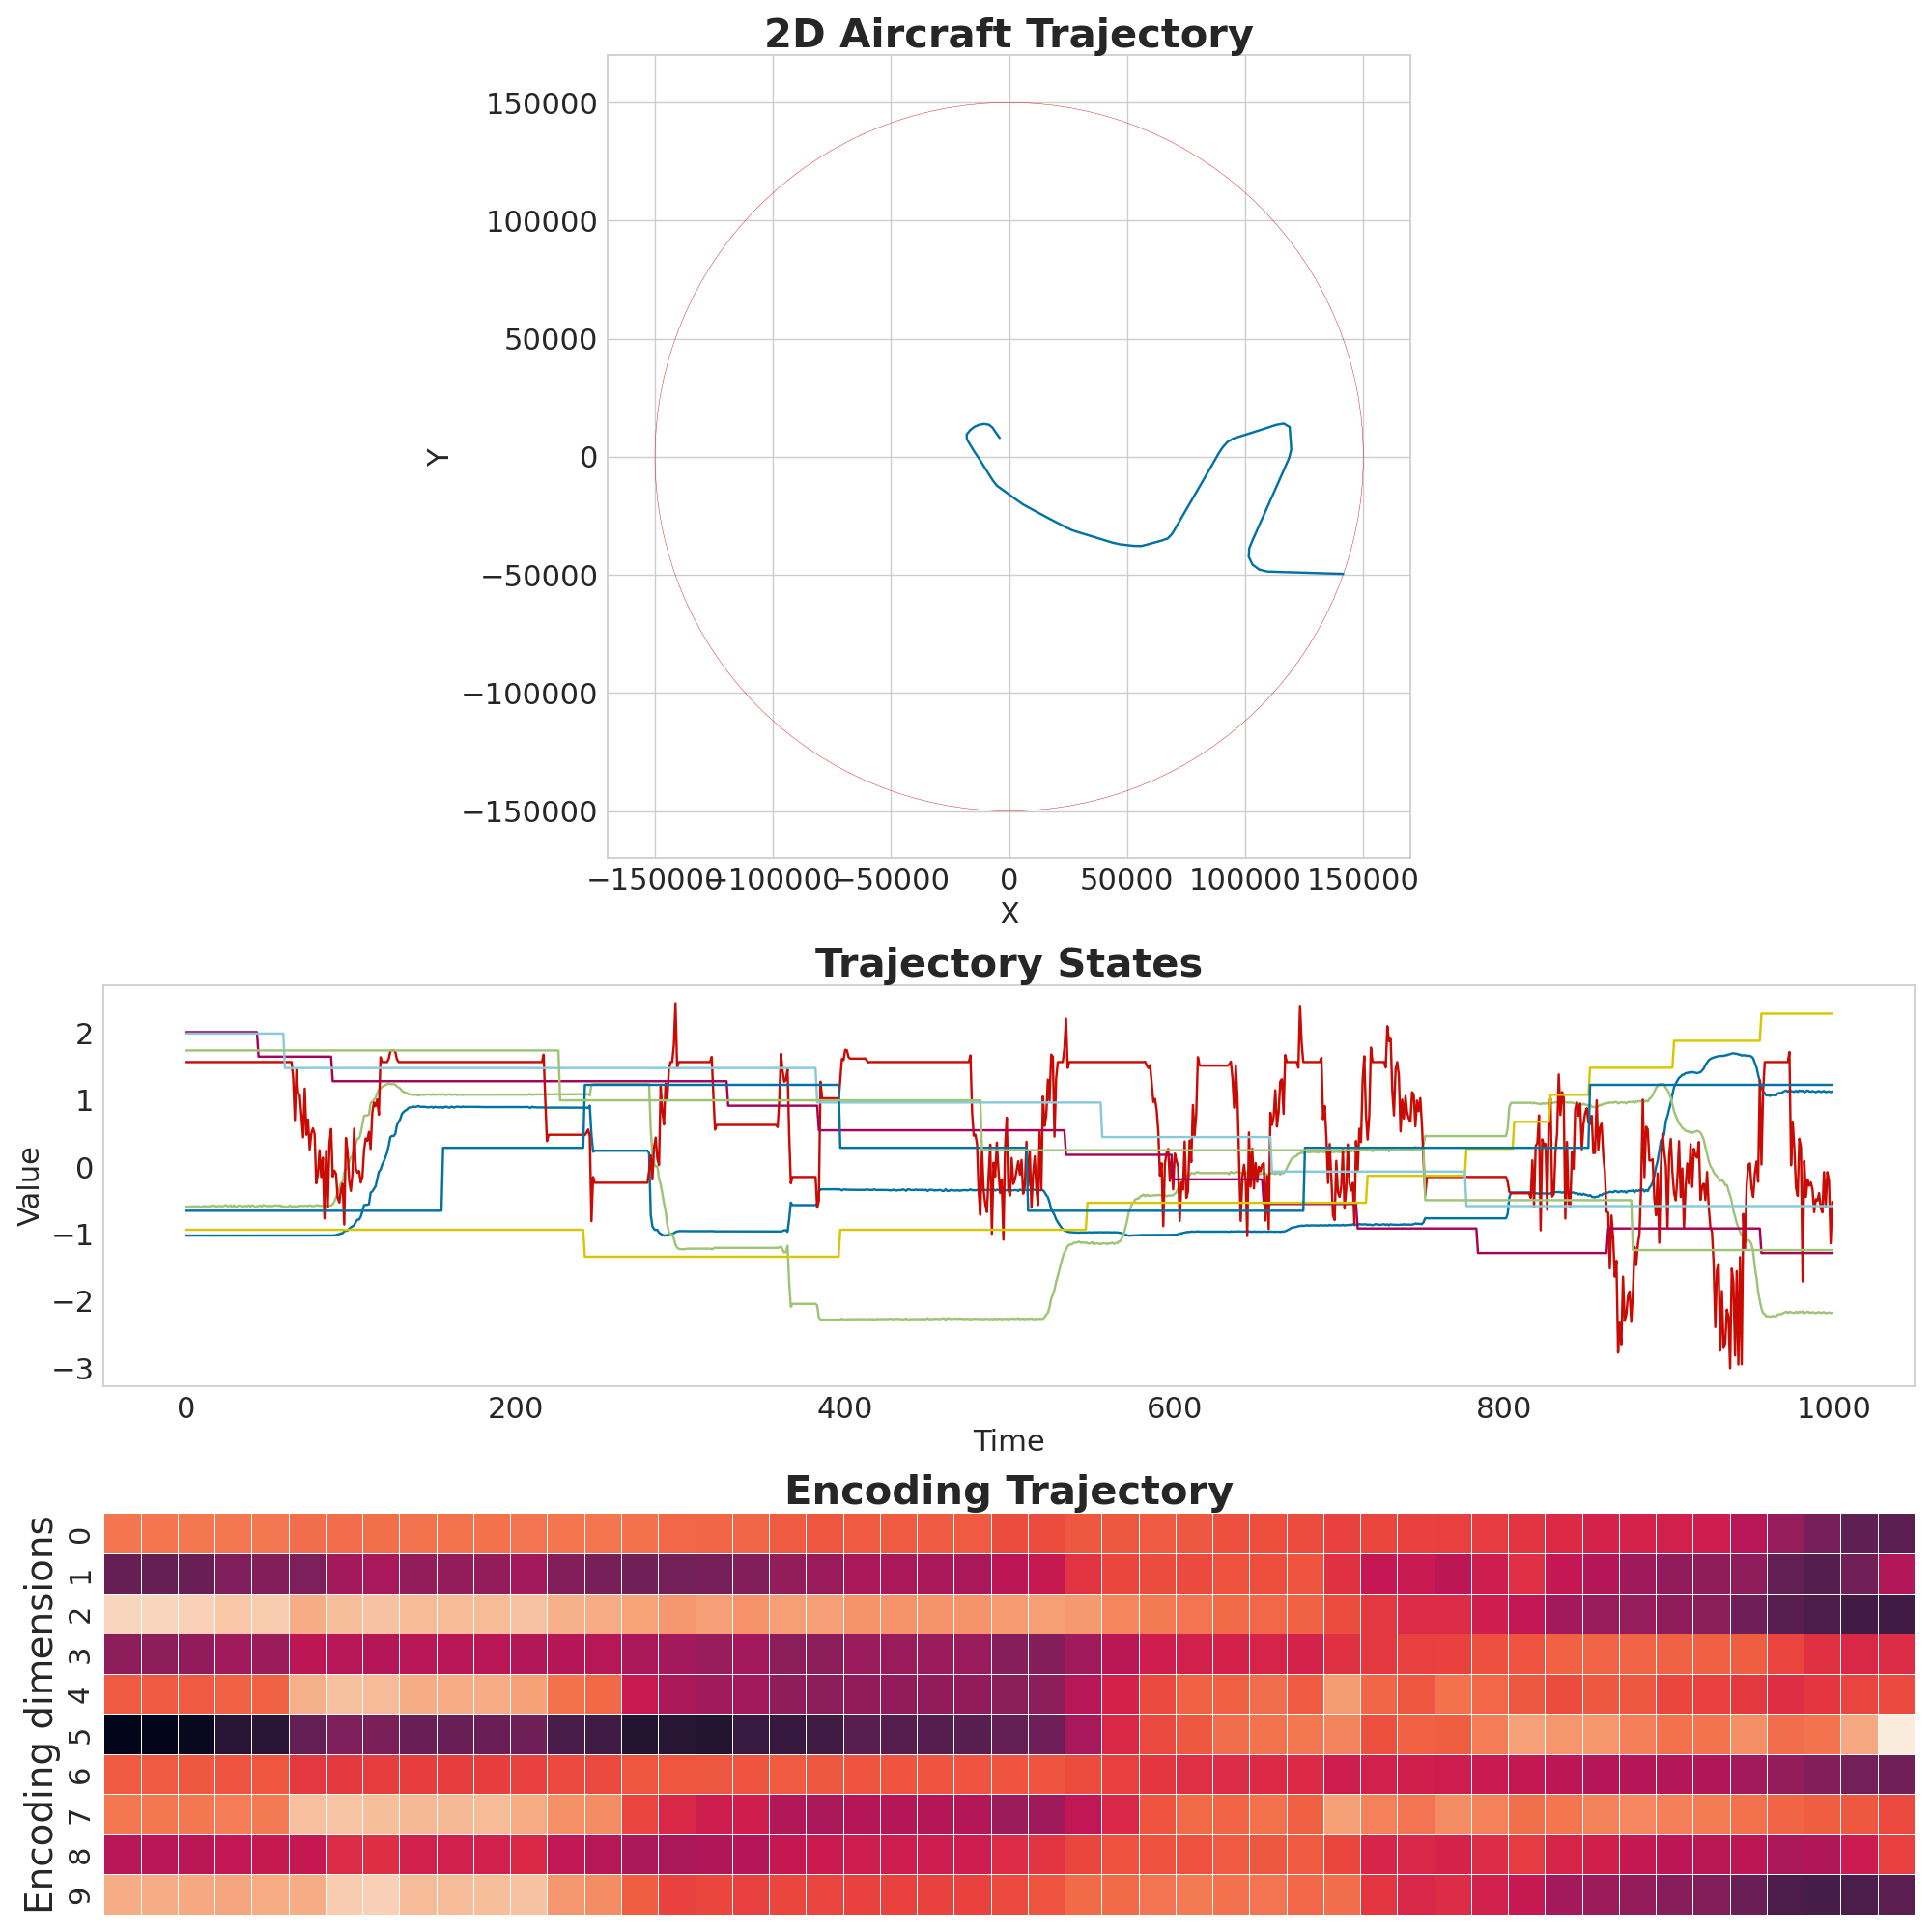 2D Aircraft Trajectory
150000
100000
50000
0
−50000
−100000
−150000
Y
−150000 −100000 −50000 0 50000 100000 150000
X
Trajectory States
2
1
0
−1
−2
−3
Value
0 200 400 600 800 1000
Time
Encoding Trajectory
0
1
2
3
4
5
6
7
8
9
Encoding dimensions